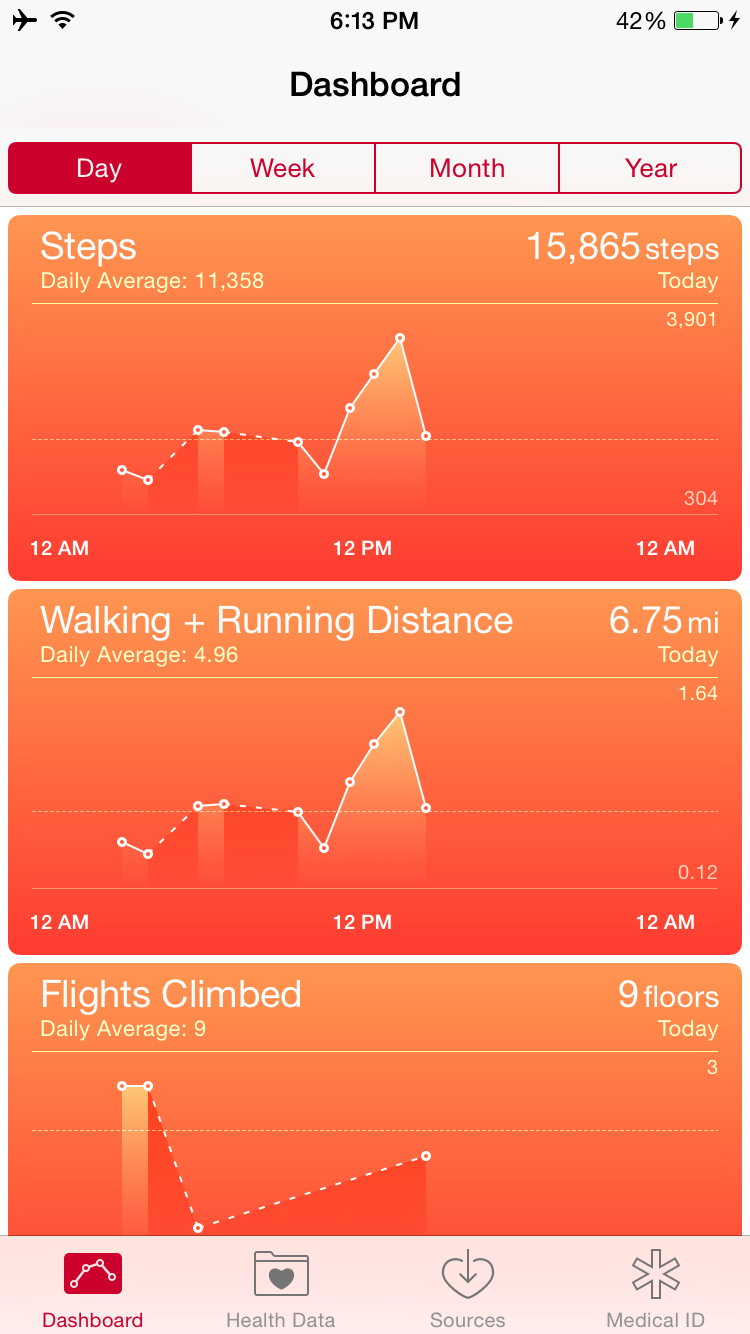 6:13 PM 42%
Dashboard
Day Week Month Year
Steps 15,865 steps
Daily Average: 11,358 Today
3,901
304
12 AM 12 PM 12 AM
Walking + Running Distance 6.75 mi
Daily Average: 4.96 Today
1.64
0.12
12 AM 12 PM 12 AM
Flights Climbed 9 floors
Daily Average: 9 Today
3
Dashboard Health Data Sources Medical ID